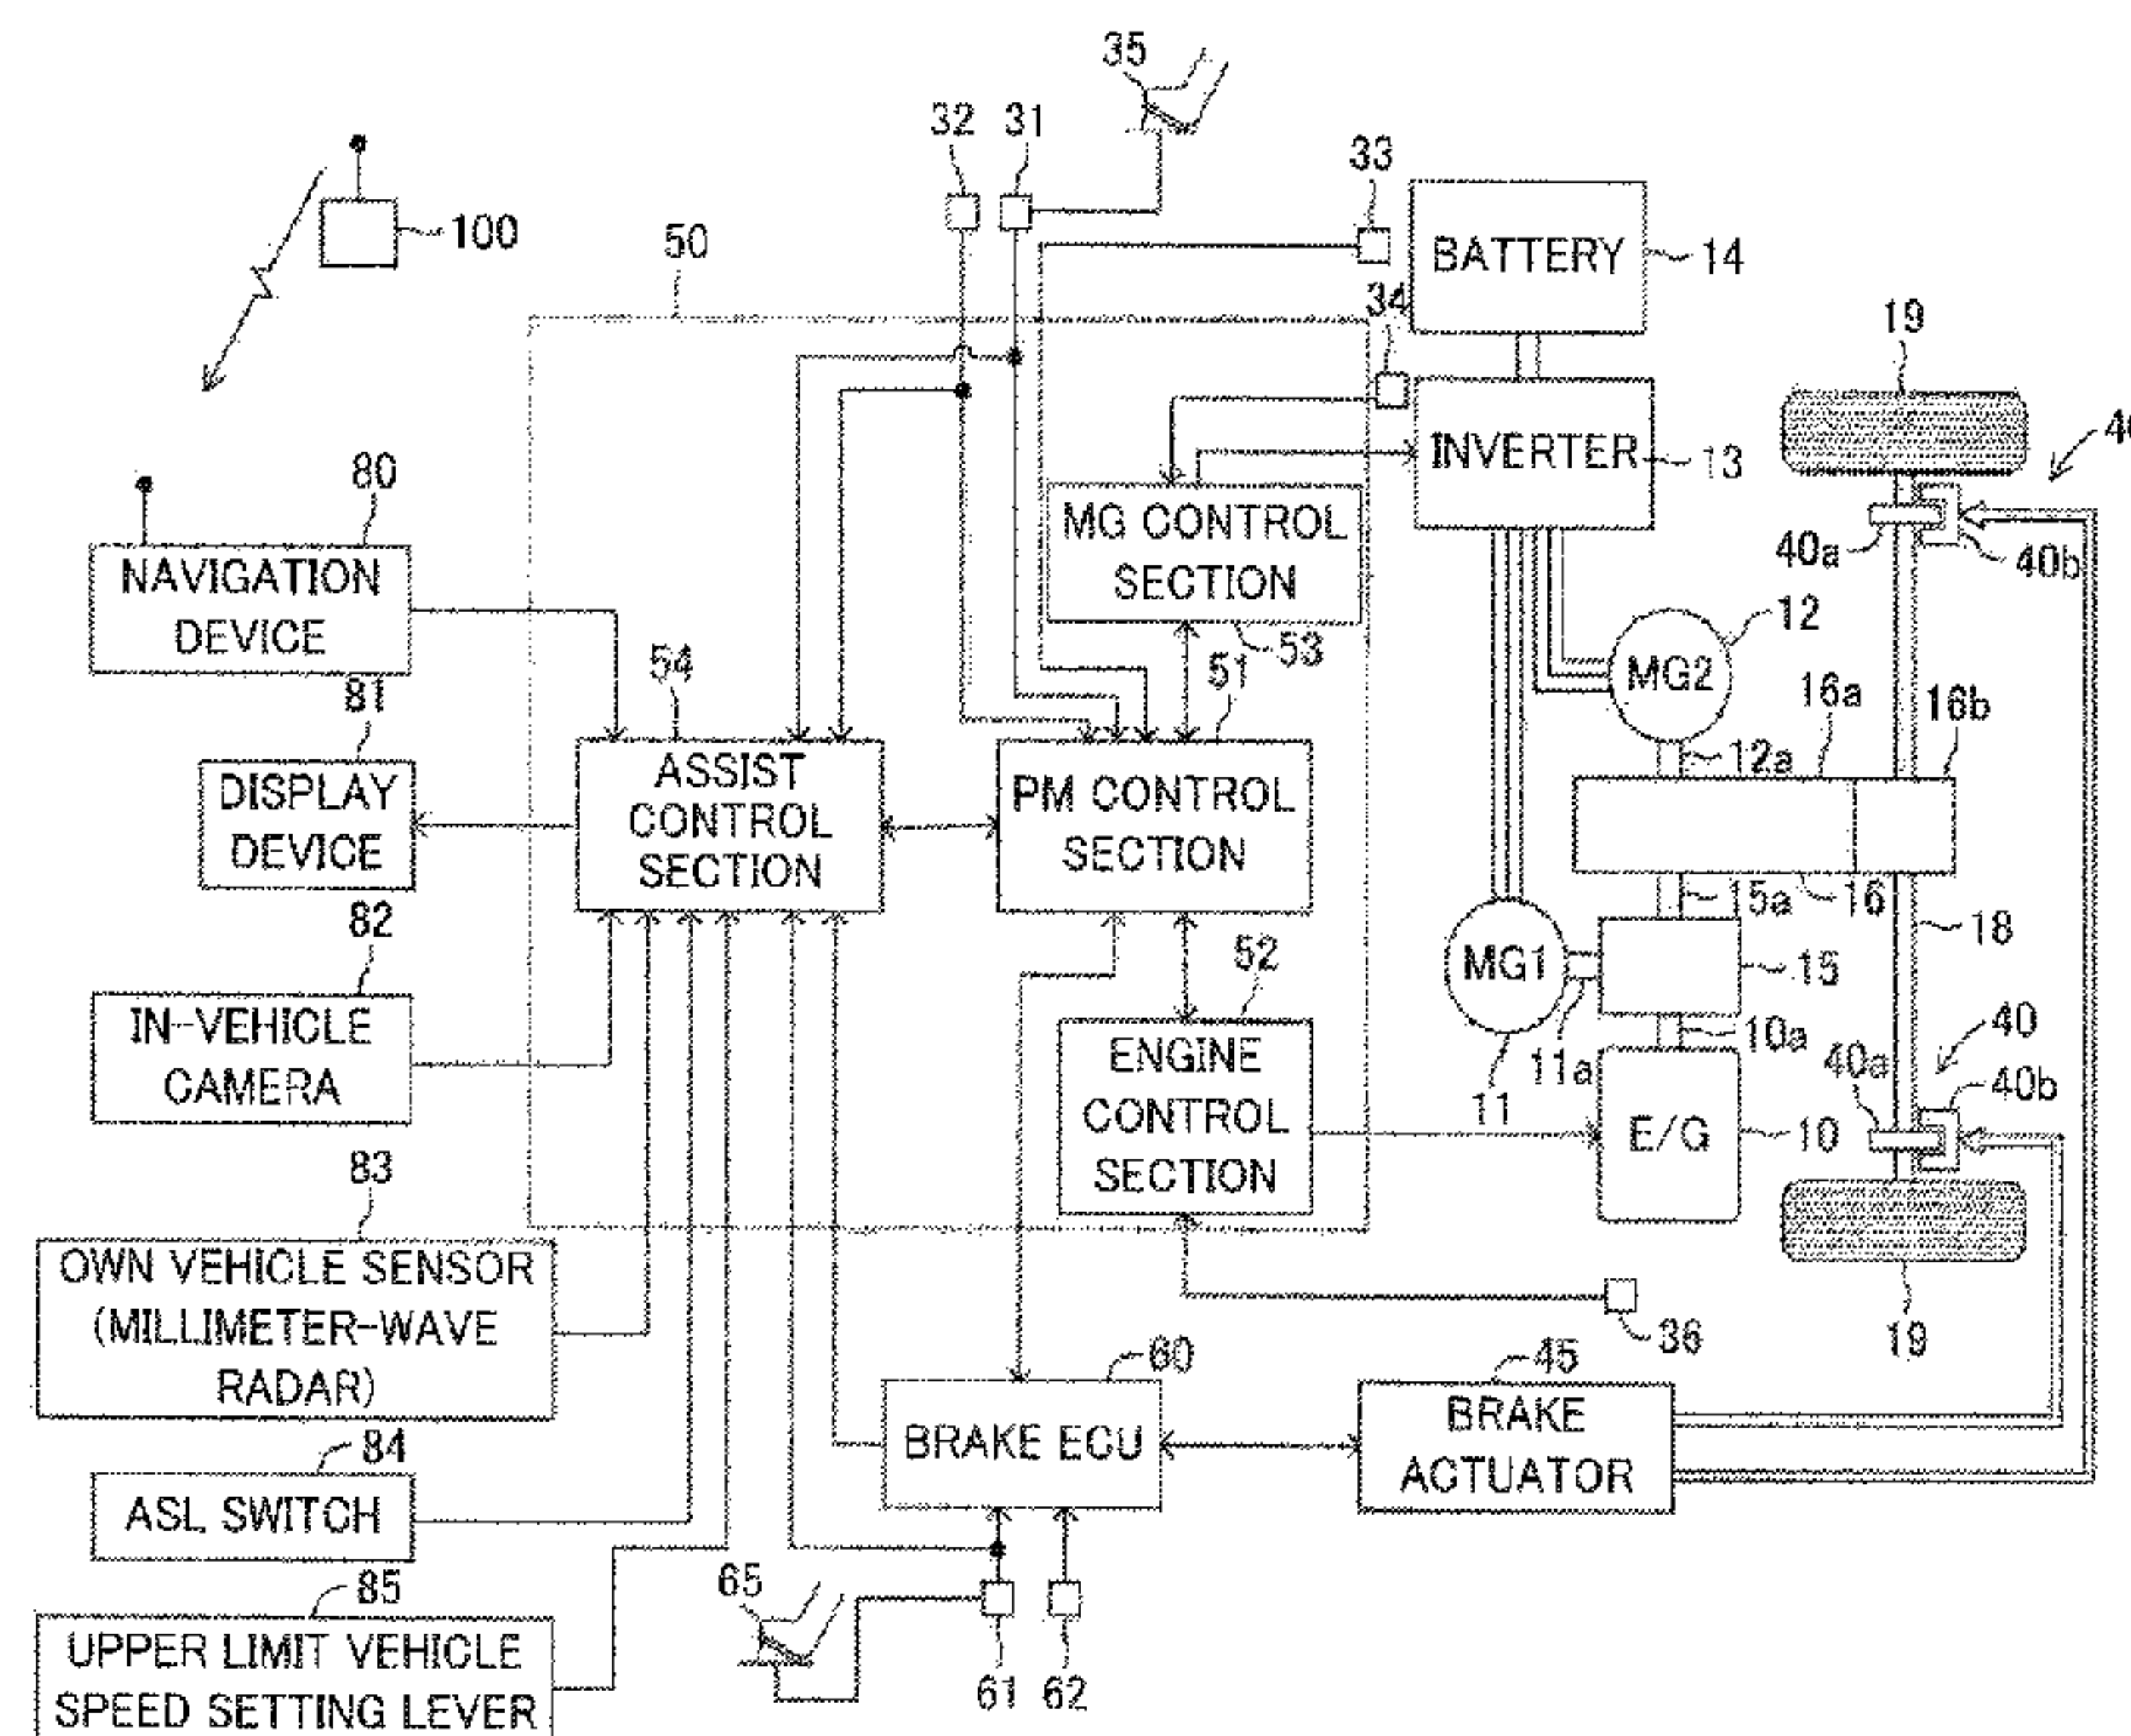 35
32
31
33
100
50
BATTERY
14
34
19
40
INVERTER
13
80
NAVIGATION
DEVICE
MG CONTROL
SECTION
53
40a
40b
12
MG2
81
54
51
16a
16b
12a
DISPLAY
DEVICE
ASSIST
CONTROL
SECTION
PM CONTROL
SECTION
15a
16
18
82
IN-VEHICLE
CAMERA
52
MG1
15
11a
10a
11
40
40a
40b
ENGINE
CONTROL
SECTION
E/G
10
83
OWN VEHICLE SENSOR
(MILLIMETER-WAVE
RADAR)
36
19
60
45
BRAKE ECU
BRAKE
ACTUATOR
84
ASL SWITCH
85
UPPER LIMIT VEHICLE
SPEED SETTING LEVER
65
61
62